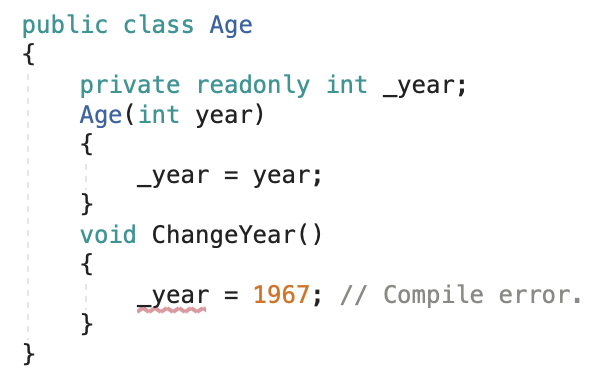 public class Age
{
    private readonly int _year;
    Age(int year)
    {
        _year = year;
    }
    void ChangeYear()
    {
        _year = 1967; // Compile error.
    }
}